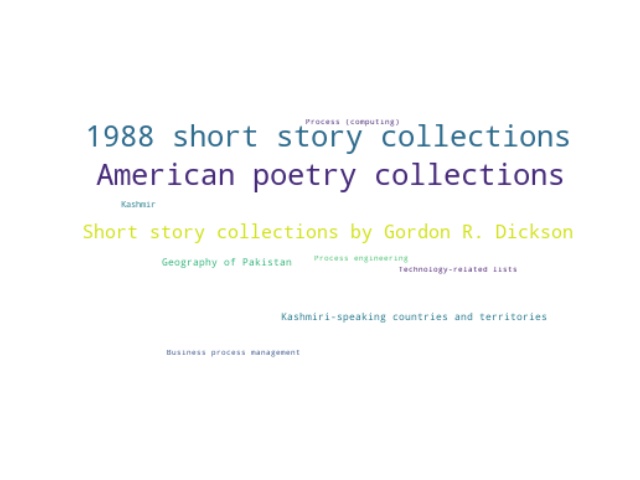 Process (computing)
1988 short story collections
American poetry collections
Kashmir
Short story collections by Gordon R. Dickson
Process engineering
Geography of Pakistan
Technology-related lists
Kashmiri-speaking countries and territories
Business process management